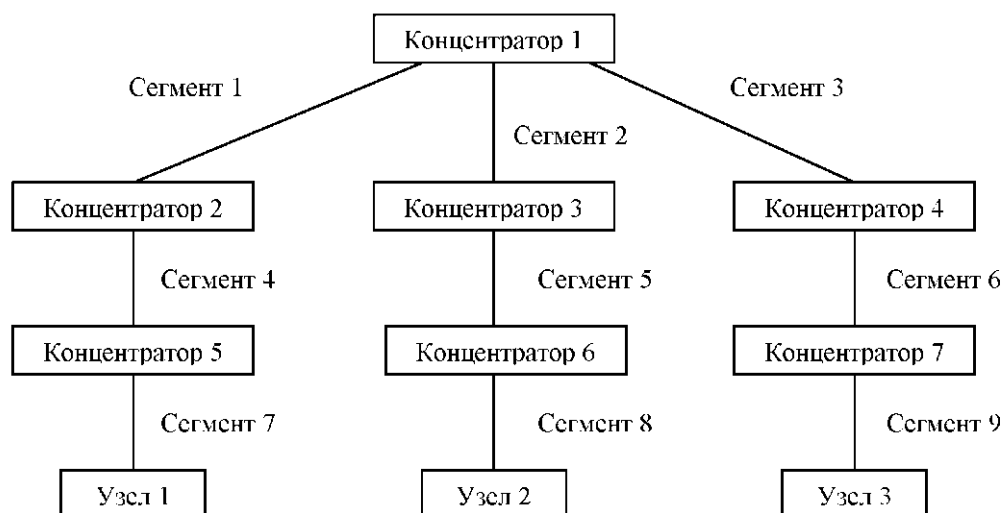 Концентратор 1
Сегмент 1
Сегмент 3
Сегмент 2
Концентратор 2
Концентратор 3
Концентратор 4
Сегмент 4
Сегмент 5
Сегмент 6
Концентратор 5
Концентратор 6
Концентратор 7
Сегмент 7
Сегмент 8
Сегмент 9
Узел 1
Узел 2
Узел 3